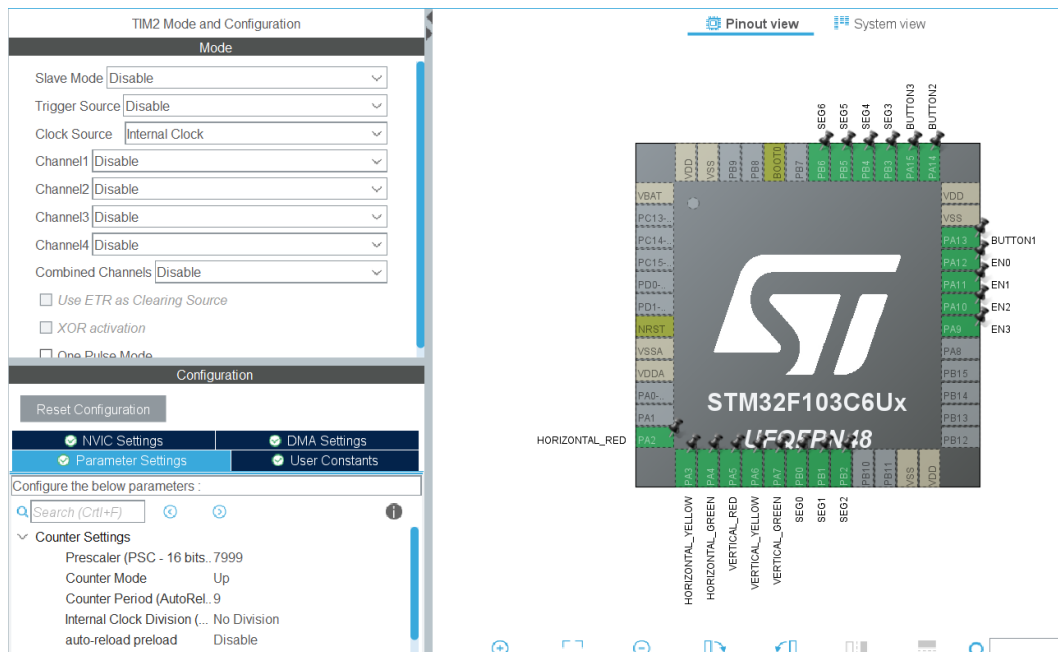 TIM2 Mode and Configuration
Mode
Slave Mode Disable
Trigger Source Disable
Clock Source Internal Clock
Channel1 Disable
Channel2 Disable
Channel3 Disable
Channel4 Disable
Combined Channels Disable
Use ETR as Clearing Source
XOR activation
One Pulse Mode
Configuration
Reset Configuration
NVIC Settings
DMA Settings
Parameter Settings
User Constants
Configure the below parameters :
Search (Crtl+F)
Counter Settings
Prescaler (PSC - 16 bits.. 7999
Counter Mode Up
Counter Period (AutoRel.. 9
Internal Clock Division (... No Division
auto-reload preload Disable
Pinout view
System view
SEG6
SEG5
SEG4
SEG3
BUTTON3
BUTTON2
VDD
VSS
PB9
PB8
BOOT0
PB7
PB6
PB5
PB4
PB3
PA15
PA14
VBAT
PC13-..
PC14-..
PC15-..
PD0-..
PD1-..
NRST
VSSA
VDDA
PA0-..
PA1
PA2
HORIZONTAL_RED
VDD
VSS
PA13 BUTTON1
PA12 EN0
PA11 EN1
PA10 EN2
PA9 EN3
PA8
PB15
PB14
PB13
PB12
ST
STM32F103C6Ux
UFQFPN48
PA3
PA4
PA5
PA6
PA7
PB0
PB1
PB2
PB10
PB11
VSS
VDD
HORIZONTAL_YELLOW
HORIZONTAL_GREEN
VERTICAL_RED
VERTICAL_YELLOW
VERTICAL_GREEN
SEG0
SEG1
SEG2